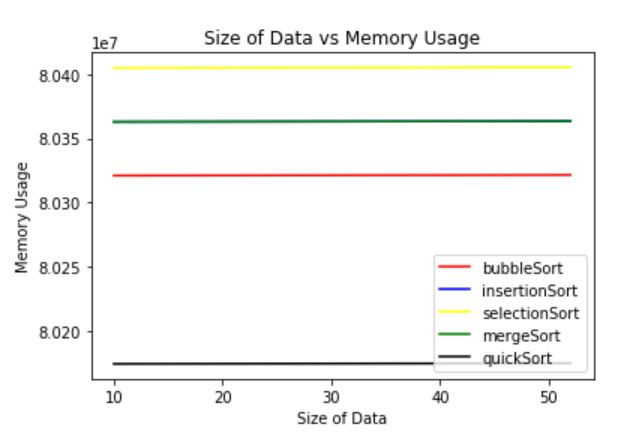 Size of Data vs Memory Usage
1e7
8.040
8.035
8.030
8.025
8.020
Memory Usage
bubbleSort
insertionSort
selectionSort
mergeSort
quickSort
10 20 30 40 50
Size of Data